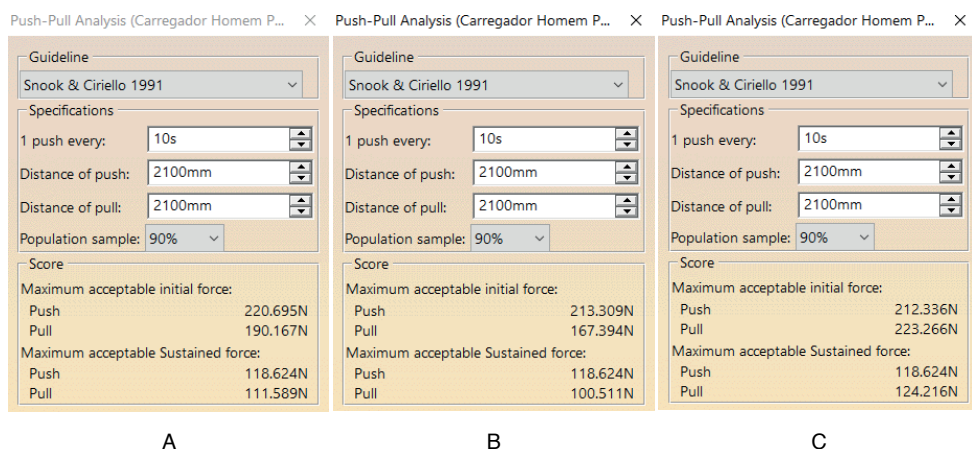 Push-Pull Analysis (Carregador Homem P...
Guideline
Snook & Ciriello 1991
Specifications
1 push every: 10s
Distance of push: 2100mm
Distance of pull: 2100mm
Population sample: 90%
Score
Maximum acceptable initial force:
Push 220.695N
Pull 190.167N
Maximum acceptable Sustained force:
Push 118.624N
Pull 111.589N
A
Push-Pull Analysis (Carregador Homem P...
Guideline
Snook & Ciriello 1991
Specifications
1 push every: 10s
Distance of push: 2100mm
Distance of pull: 2100mm
Population sample: 90%
Score
Maximum acceptable initial force:
Push 213.309N
Pull 167.394N
Maximum acceptable Sustained force:
Push 118.624N
Pull 100.511N
B
Push-Pull Analysis (Carregador Homem P...
Guideline
Snook & Ciriello 1991
Specifications
1 push every: 10s
Distance of push: 2100mm
Distance of pull: 2100mm
Population sample: 90%
Score
Maximum acceptable initial force:
Push 212.336N
Pull 223.266N
Maximum acceptable Sustained force:
Push 118.624N
Pull 124.216N
C